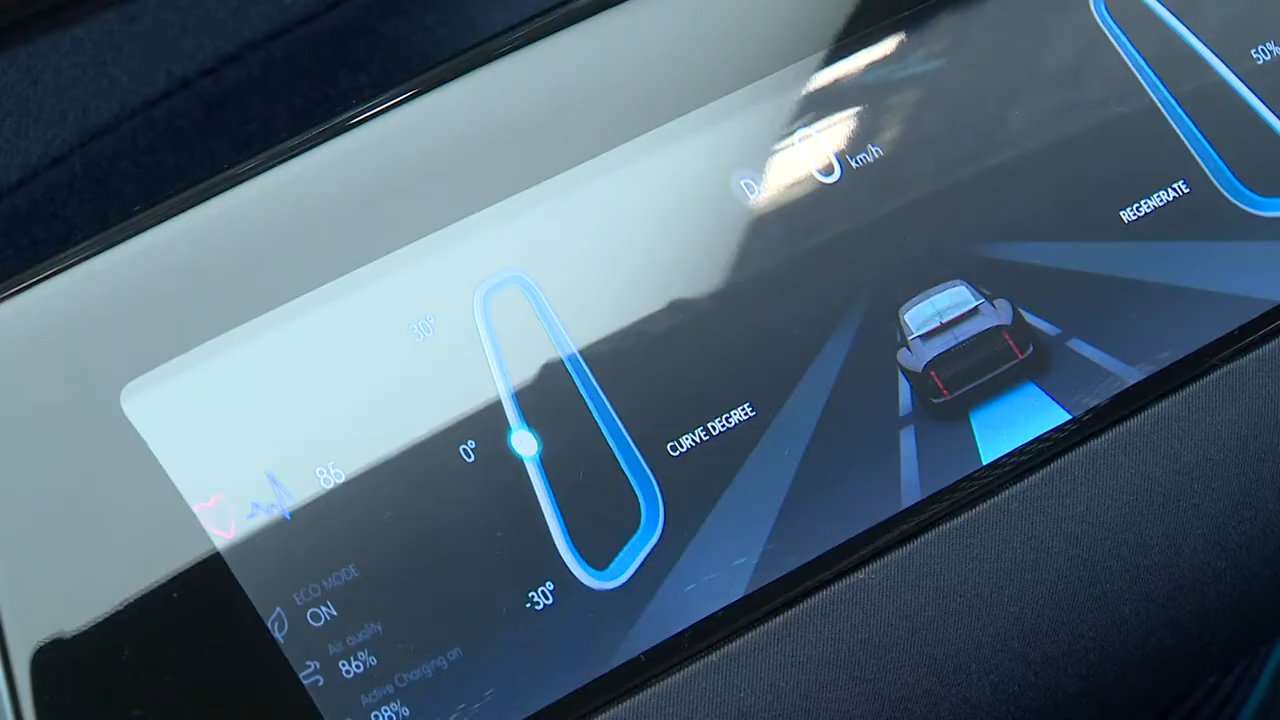 50%
D 0 km/h
REGENERATE
30°
0°
-30°
CURVE DEGREE
86
ECO MODE
ON
Air quality
86%
Active Charging on
98%